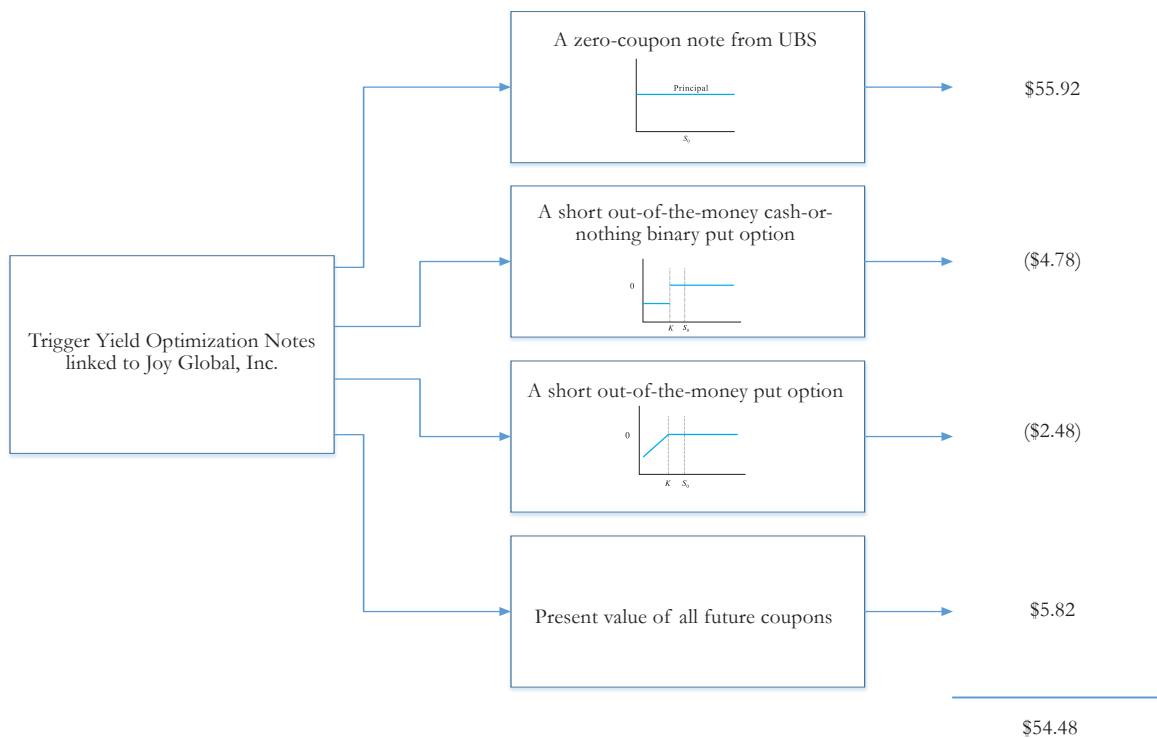 A zero-coupon note from UBS
Principal
S₀
$55.92
A short out-of-the-money cash-or-
nothing binary put option
0
K S₀
($4.78)
Trigger Yield Optimization Notes
linked to Joy Global, Inc.
A short out-of-the-money put option
0
K S₀
($2.48)
Present value of all future coupons
$5.82
$54.48